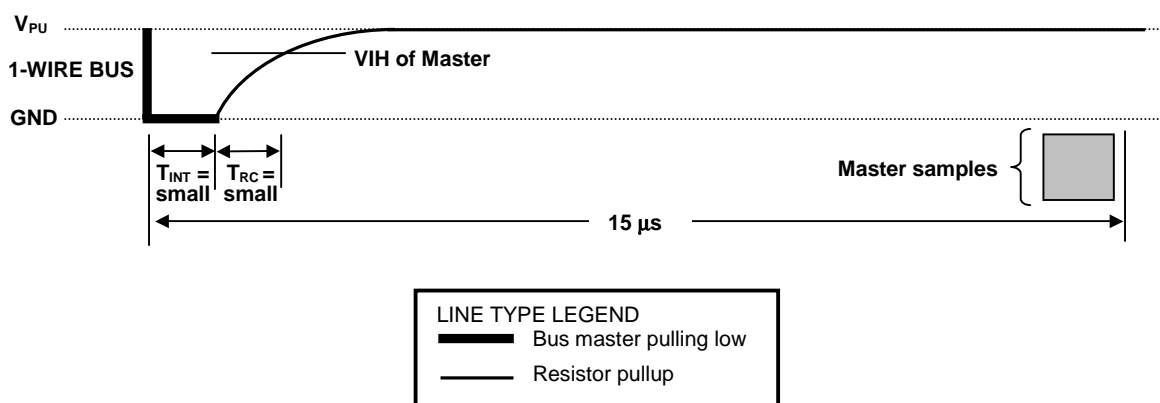 VPU
VIH of Master
1-WIRE BUS
GND
TINT =
small
TRC =
small
Master samples
15 μs
LINE TYPE LEGEND
Bus master pulling low
Resistor pullup